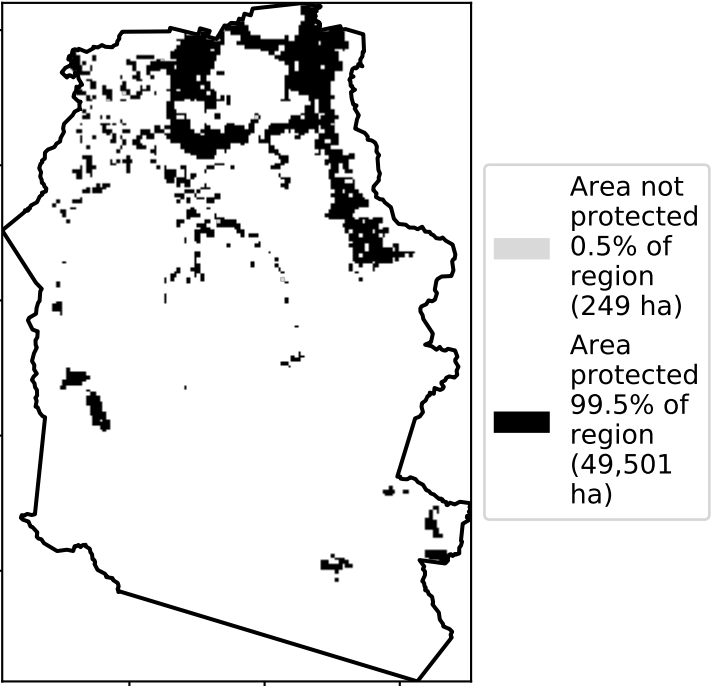 Area not
protected
0.5% of
region
(249 ha)
Area
protected
99.5% of
region
(49,501
ha)